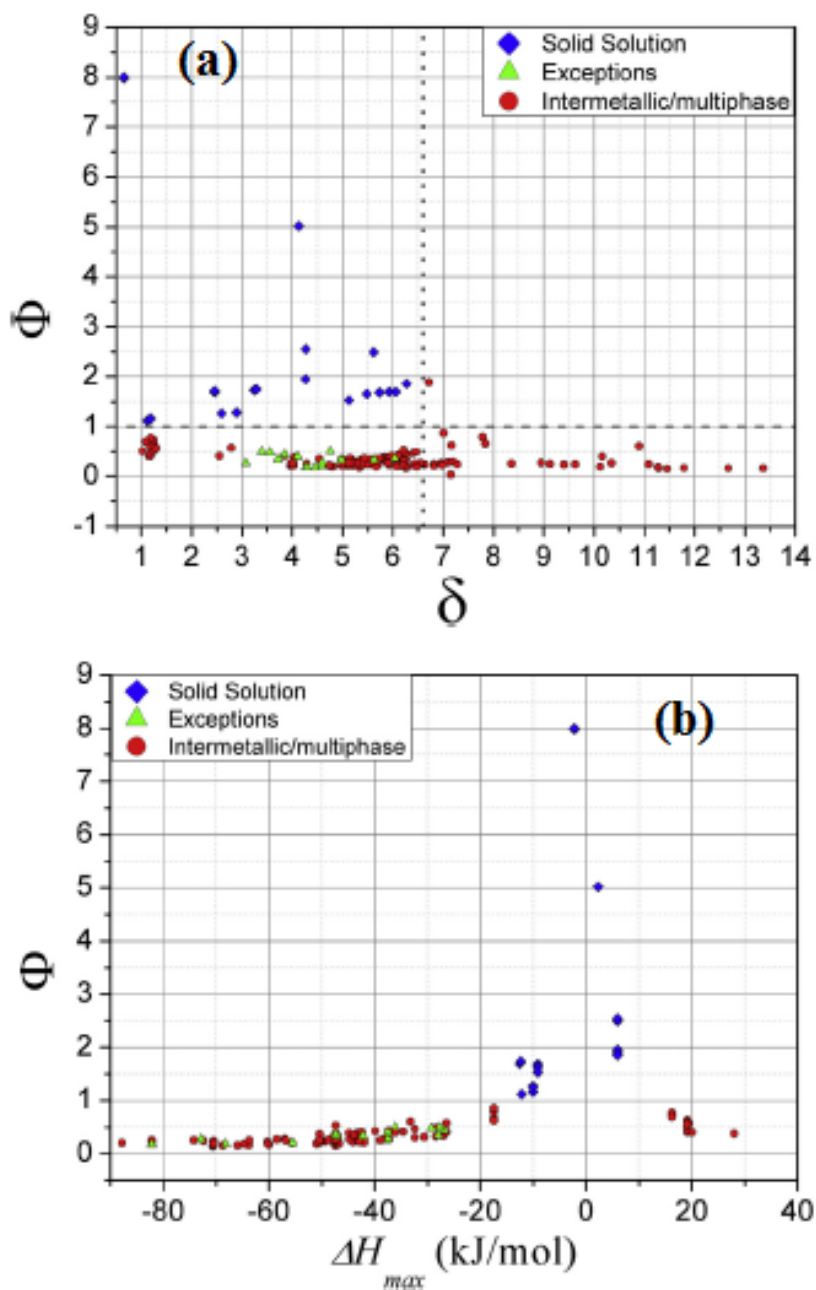 9
(a)
Solid Solution
8
Exceptions
7
Intermetallic/multiphase
6
5
Φ
4
3
2
1
0
-1
1 2 3 4 5 6 7 8 9 10 11 12 13 14
δ
9
Solid Solution
8
Exceptions
(b)
7
Intermetallic/multiphase
6
5
Φ
4
3
2
1
0
-80 -60 -40 -20 0 20 40
ΔH max (kJ/mol)